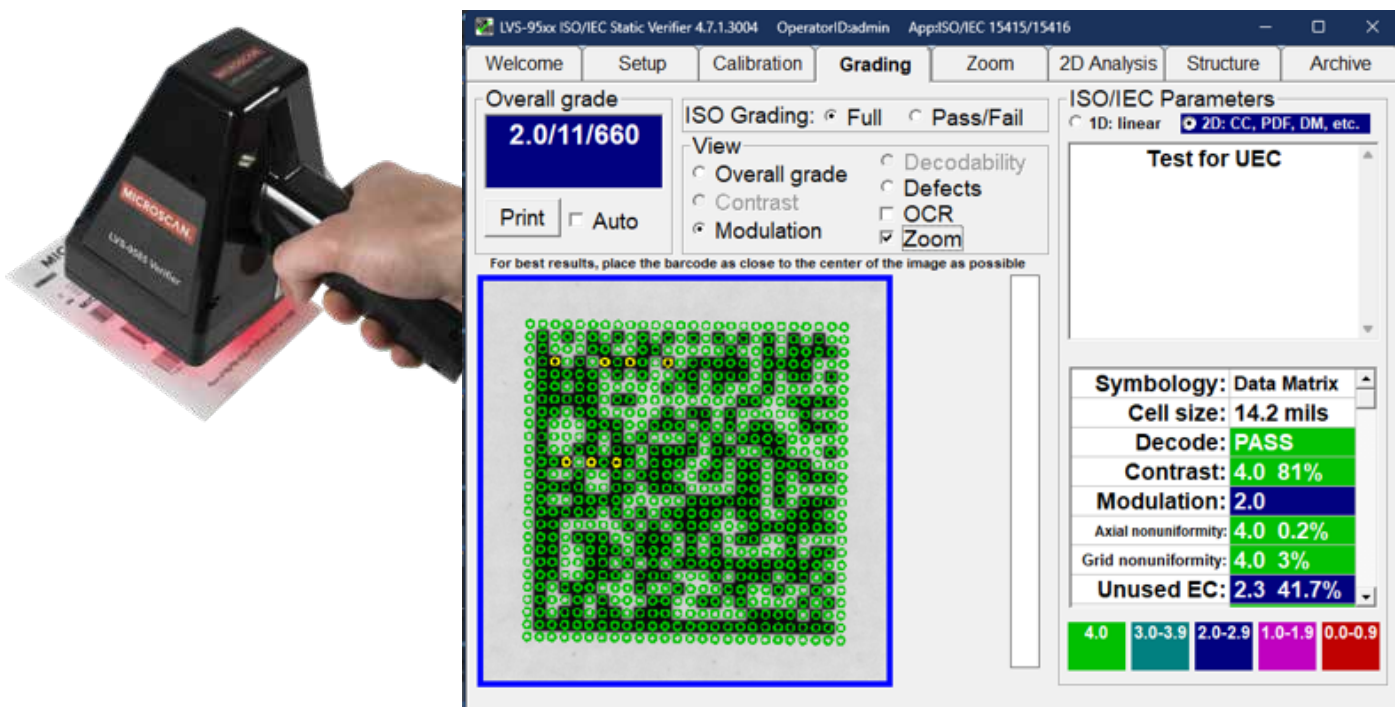 MICROSCAN
MICROSCAN.
LVS-9585 Verifier
LVS-95xx ISO/IEC Static Verifier 4.7.1.3004 OperatorID:admin App:ISO/IEC 15415/15416
Welcome Setup Calibration Grading Zoom 2D Analysis Structure Archive
Overall grade
2.0/11/660
Print Auto
ISO Grading: Full Pass/Fail
View
Overall grade
Contrast
Modulation
Decodability
Defects
OCR
Zoom
For best results, place the barcode as close to the center of the image as possible
ISO/IEC Parameters
1D: linear 2D: CC, PDF, DM, etc.
Test for UEC
Symbology: Data Matrix
Cell size: 14.2 mils
Decode: PASS
Contrast: 4.0 81%
Modulation: 2.0
Axial nonuniformity: 4.0 0.2%
Grid nonuniformity: 4.0 3%
Unused EC: 2.3 41.7%
4.0 3.0-3.9 2.0-2.9 1.0-1.9 0.0-0.9